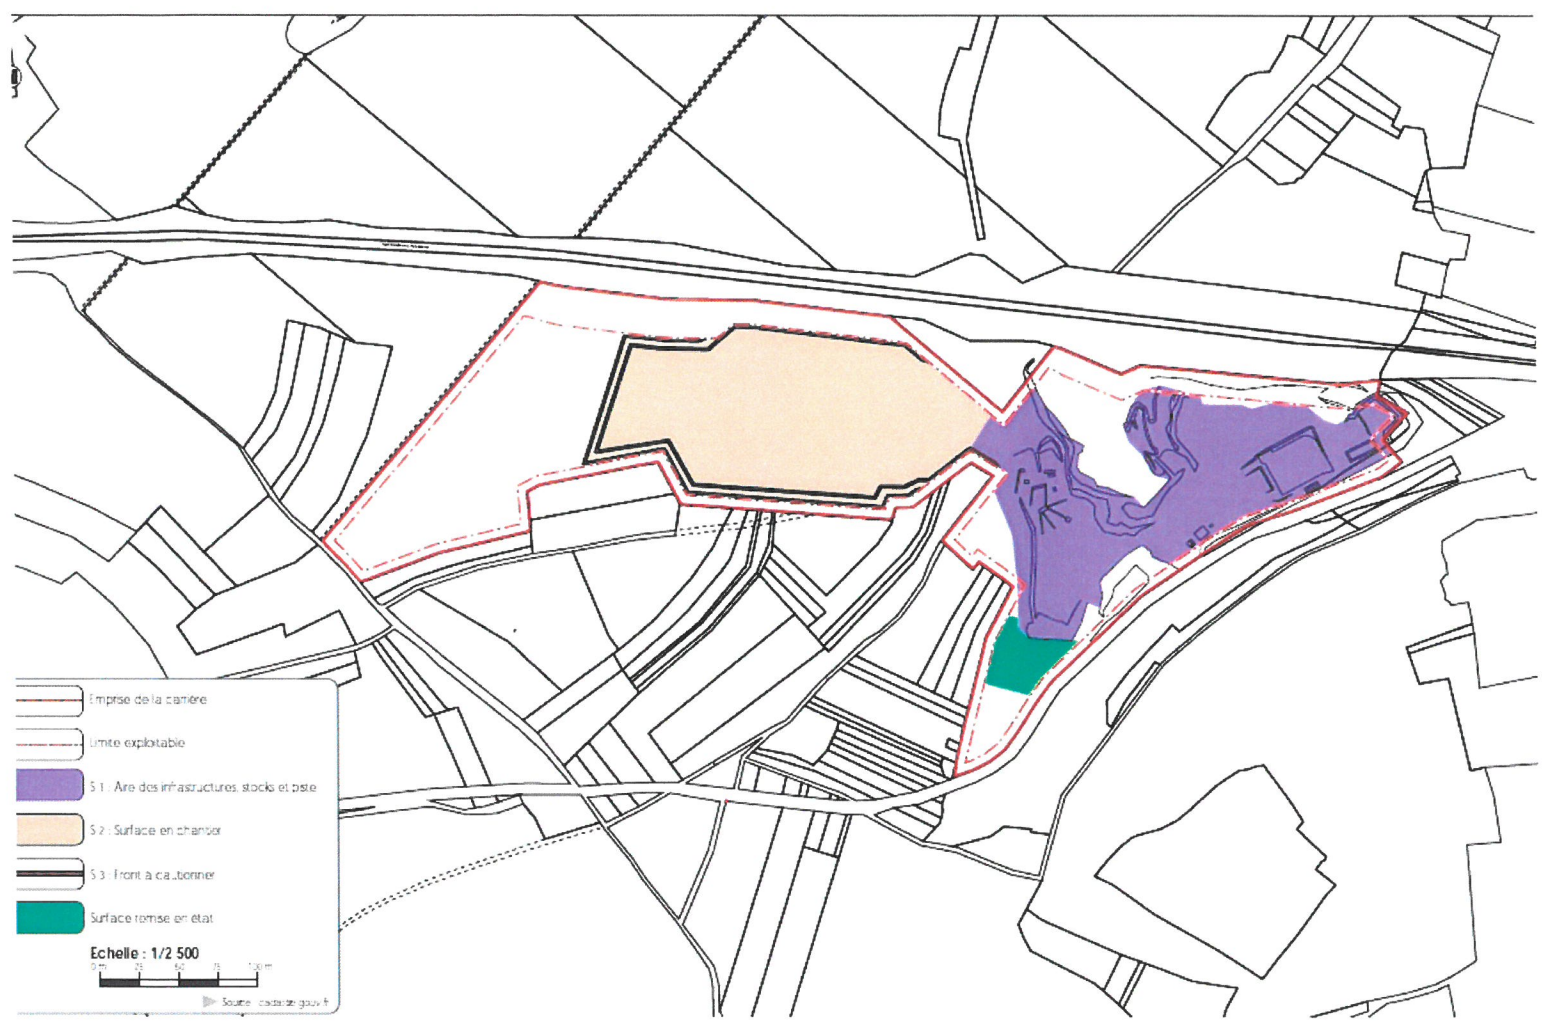 Emprise de la carrière
Limite exploitable
S 1 : Aire des infrastructures, stocks et piste
S 2 : Surface en chantier
S 3 : Front à cautionner
Surface remise en état
Echelle : 1/2 500
0 m 25 50 75 100 m
Source : cadastre.gouv.fr